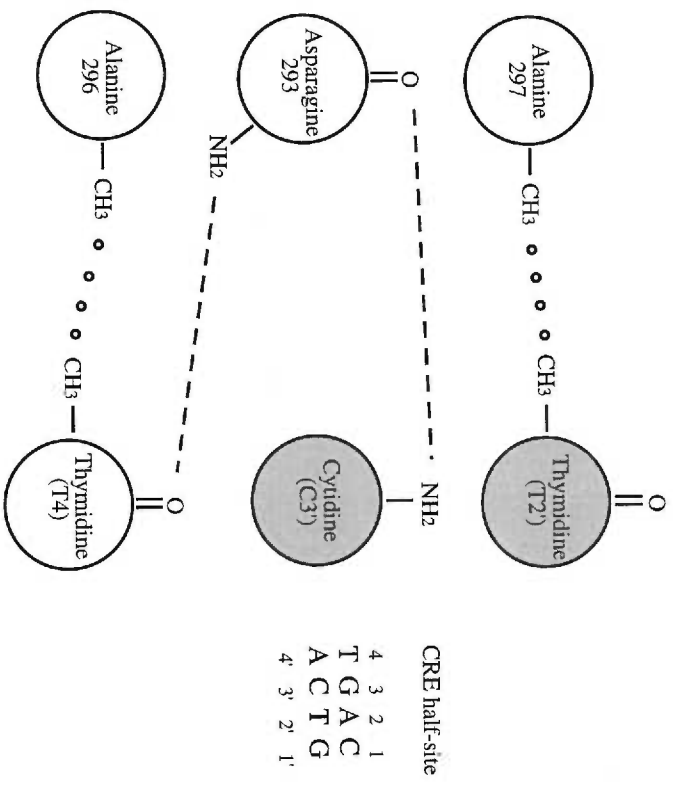 O
Alanine
297
CH3
CH3
Thymidine
(T2')
O
Asparagine
293
NH2
NH2
Cytidine
(C3')
O
Alanine
296
CH3
CH3
Thymidine
(T4)
CRE half-site
4 3 2 1
T G A C
A C T G
4' 3' 2' 1'